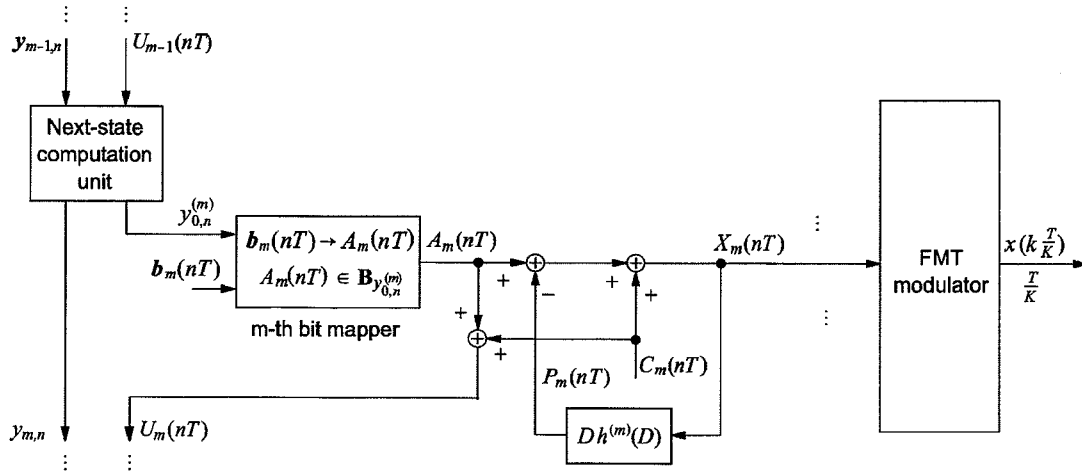 ⋮ ⋮
y_{m−1,n} U_{m−1}(nT)
Next-state
computation
unit
y_{0,n}^{(m)}
b_m(nT)
b_m(nT) → A_m(nT)
A_m(nT) ∈ B_{y_{0,n}^{(m)}}
m-th bit mapper
A_m(nT)
+ −
+ +
+ +
P_m(nT)
C_m(nT)
D h^{(m)}(D)
X_m(nT)
⋮
⋮
FMT
modulator
x(k T/K)
T/K
y_{m,n} U_m(nT)
⋮ ⋮